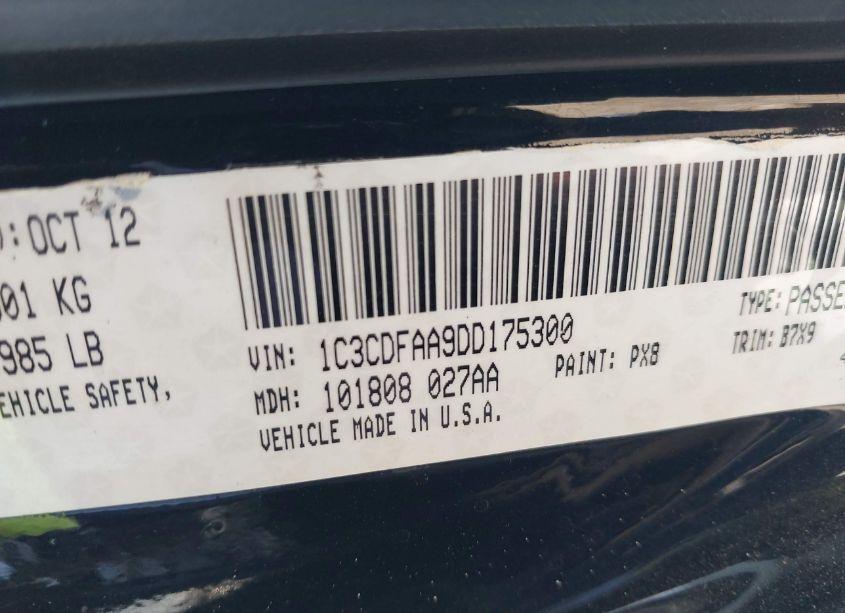 : OCT 12
01 KG
985 LB
EHICLE SAFETY,
VIN: 1C3CDFAA9DD175300
TYPE: PASSE
MDH: 101808 027AA
PAINT: PX8
TRIM: B7X9
VEHICLE MADE IN U.S.A.